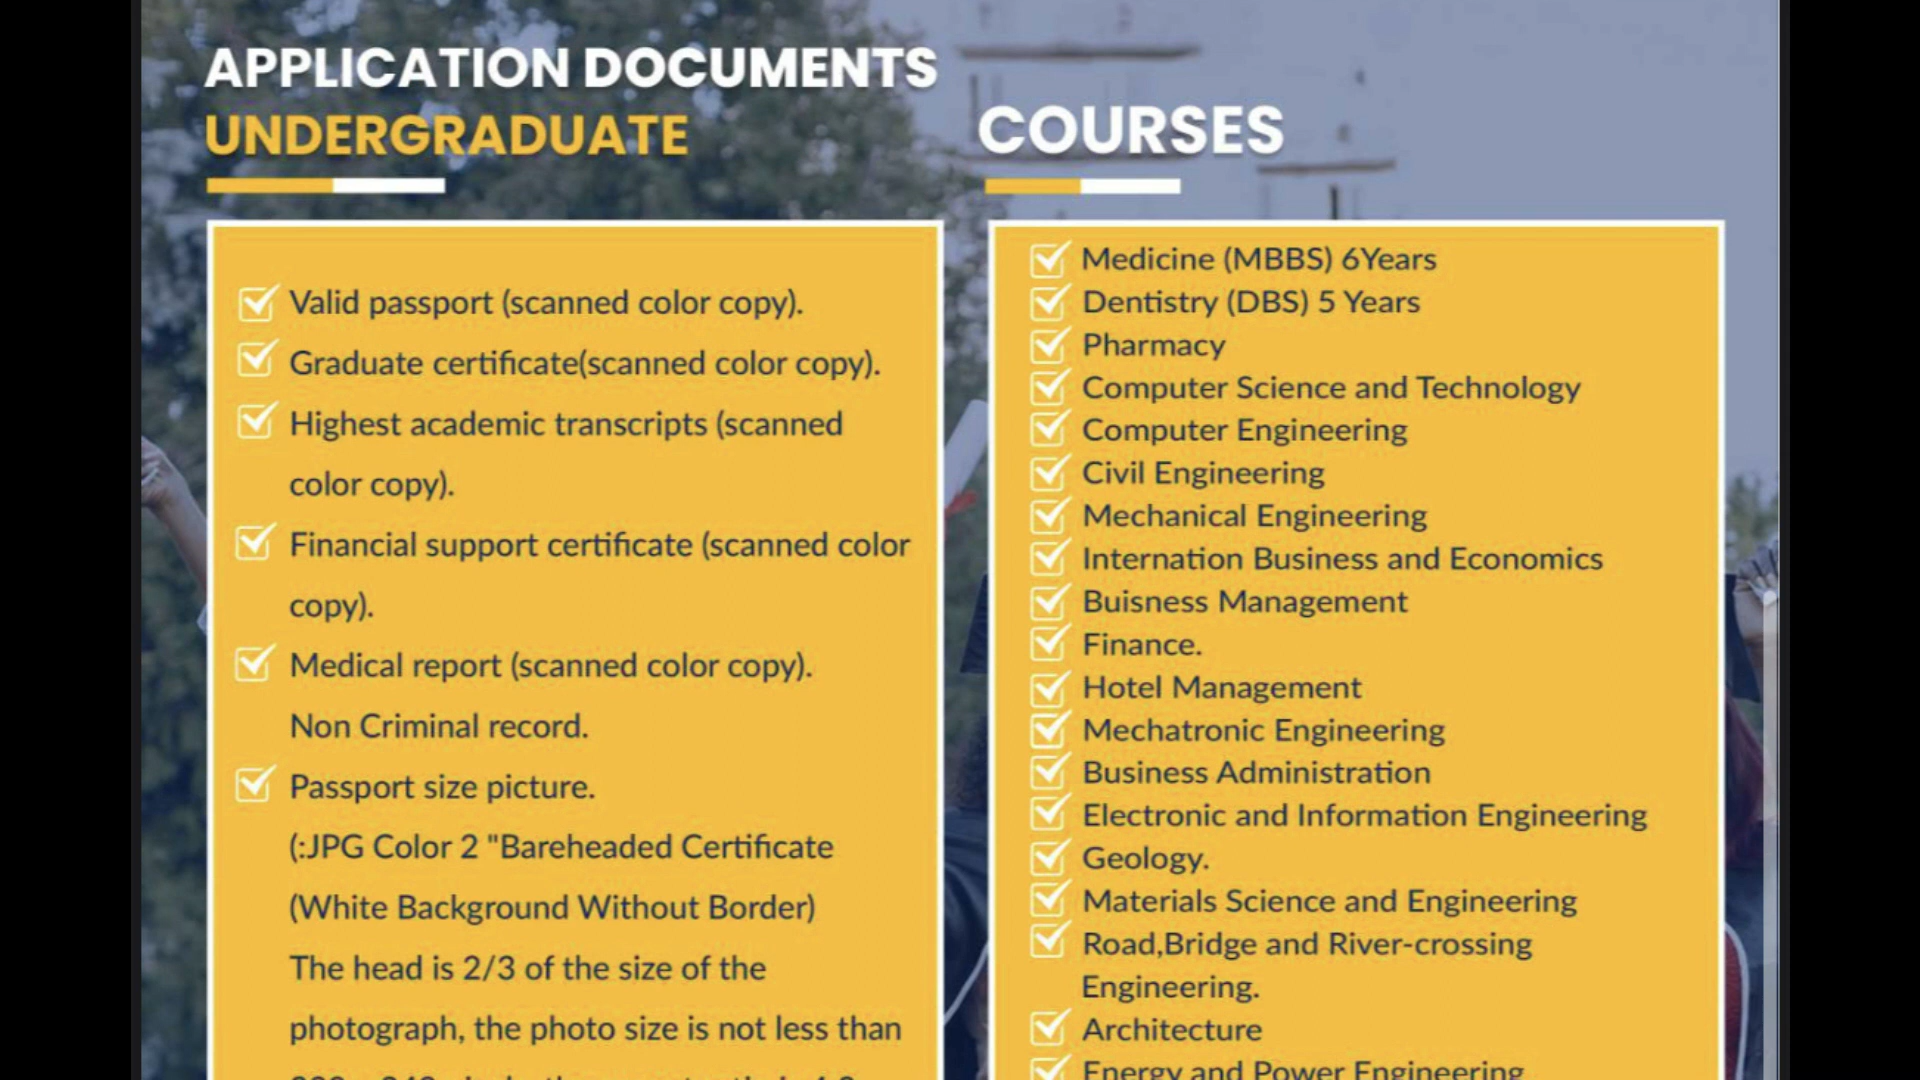 APPLICATION DOCUMENTS
UNDERGRADUATE
Valid passport (scanned color copy).
Graduate certificate(scanned color copy).
Highest academic transcripts (scanned
color copy).
Financial support certificate (scanned color
copy).
Medical report (scanned color copy).
Non Criminal record.
Passport size picture.
(:JPG Color 2 "Bareheaded Certificate
(White Background Without Border)
The head is 2/3 of the size of the
photograph, the photo size is not less than
COURSES
Medicine (MBBS) 6Years
Dentistry (DBS) 5 Years
Pharmacy
Computer Science and Technology
Computer Engineering
Civil Engineering
Mechanical Engineering
Internation Business and Economics
Buisness Management
Finance.
Hotel Management
Mechatronic Engineering
Business Administration
Electronic and Information Engineering
Geology.
Materials Science and Engineering
Road,Bridge and River-crossing
Engineering.
Architecture
Energy and Power Engineering